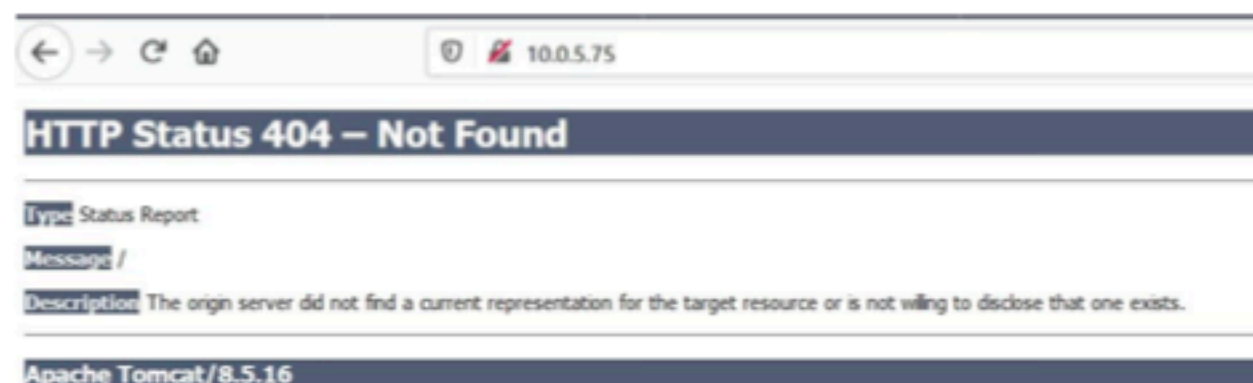 10.0.5.75
HTTP Status 404 – Not Found
Type Status Report
Message /
Description The origin server did not find a current representation for the target resource or is not willing to disclose that one exists.
Apache Tomcat/8.5.16